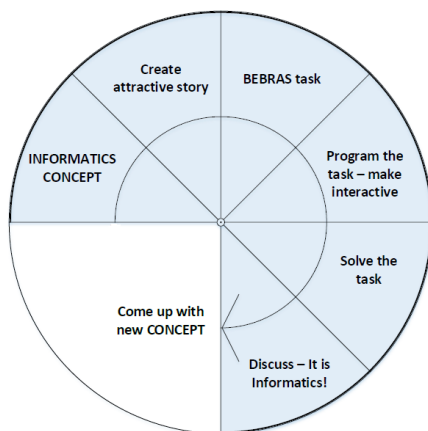 Create
attractive story
BEBRAS task
INFORMATICS
CONCEPT
Program the
task – make
interactive
Solve the
task
Come up with
new CONCEPT
Discuss – It is
Informatics!